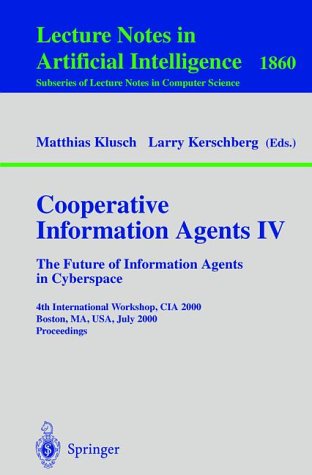 Lecture Notes in
Artificial Intelligence 1860
Subseries of Lecture Notes in Computer Science
Matthias Klusch Larry Kerschberg (Eds.)
Cooperative
Information Agents IV
The Future of Information Agents
in Cyberspace
4th International Workshop, CIA 2000
Boston, MA, USA, July 2000
Proceedings
Springer